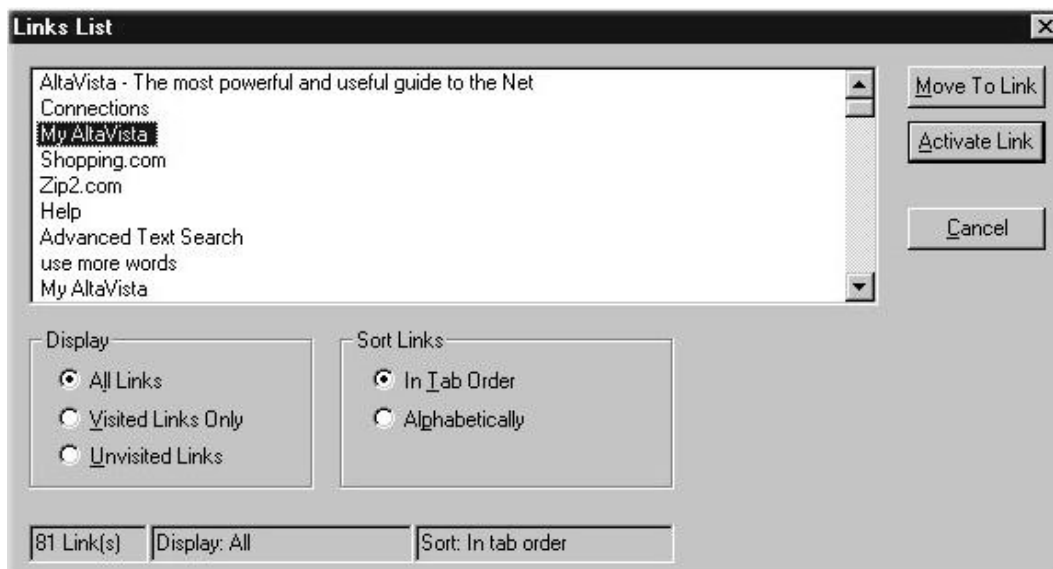 Links List
AltaVista - The most powerful and useful guide to the Net
Connections
My AltaVista
Shopping.com
Zip2.com
Help
Advanced Text Search
use more words
My AltaVista
Move To Link
Activate Link
Cancel
Display
All Links
Visited Links Only
Unvisited Links
Sort Links
In Tab Order
Alphabetically
81 Link(s)
Display: All
Sort: In tab order